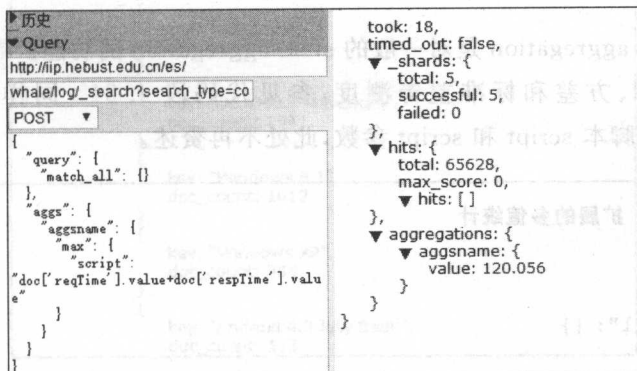 历史
Query
http://iip.hebust.edu.cn/es/
whale/log/_search?search_type=co
POST
{
"query": {
"match_all": {}
},
"aggs": {
"aggsname": {
"max": {
"script":
"doc['reqTime'].value+doc['respTime'].valu
e"
}
}
}
}
took: 18,
timed_out: false,
_shards: {
total: 5,
successful: 5,
failed: 0
},
hits: {
total: 65628,
max_score: 0,
hits: [ ]
},
aggregations: {
aggsname: {
value: 120.056
}
}
}